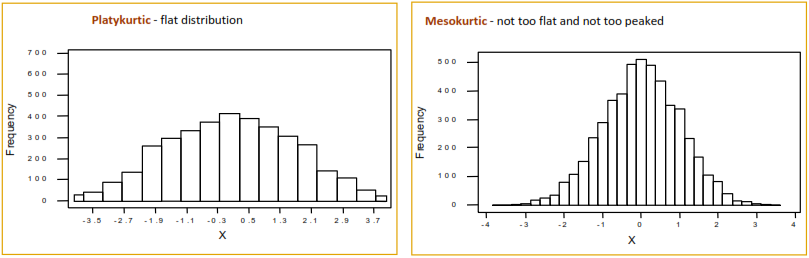 Platykurtic - flat distribution
700
600
500
400
300
200
100
0
Frequency
-3.5 -2.7 -1.9 -1.1 -0.3 0.5 1.3 2.1 2.9 3.7
X
Mesokurtic - not too flat and not too peaked
500
400
300
200
100
0
Frequency
-4 -3 -2 -1 0 1 2 3 4
X